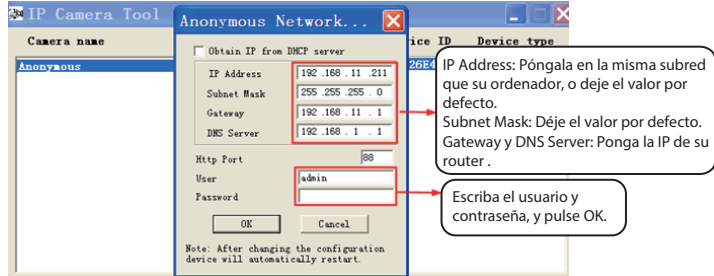 IP Camera Tool
Anonymous Network...
Camera name
ice ID
Device type
Anonymous
26E4
Obtain IP from DHCP server
IP Address
192 .168 . 11 .211
Subnet Mask
255 .255 .255 . 0
Gateway
192 .168 . 11 . 1
DNS Server
192 .168 . 1 . 1
Http Port
88
User
admin
Password
OK
Cancel
Note: After changing the configuration
device will automatically restart.
IP Address: Póngala en la misma subred
que su ordenador, o deje el valor por
defecto.
Subnet Mask: Déje el valor por defecto.
Gateway y DNS Server: Ponga la IP de su
router .
Escriba el usuario y
contraseña, y pulse OK.